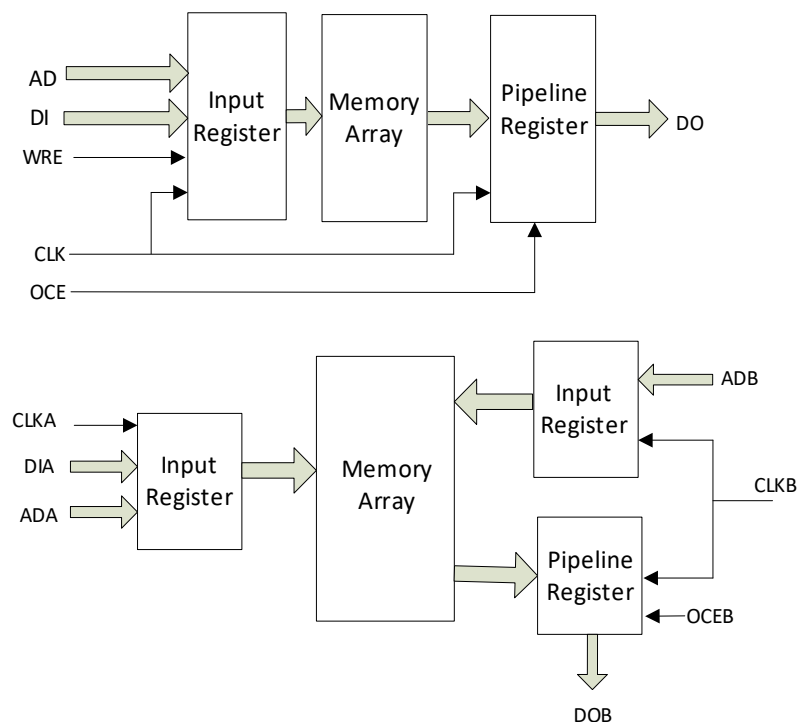 AD
DI
WRE
CLK
OCE
Input
Register
Memory
Array
Pipeline
Register
DO
CLKA
DIA
ADA
Input
Register
Memory
Array
Input
Register
ADB
CLKB
Pipeline
Register
OCEB
DOB